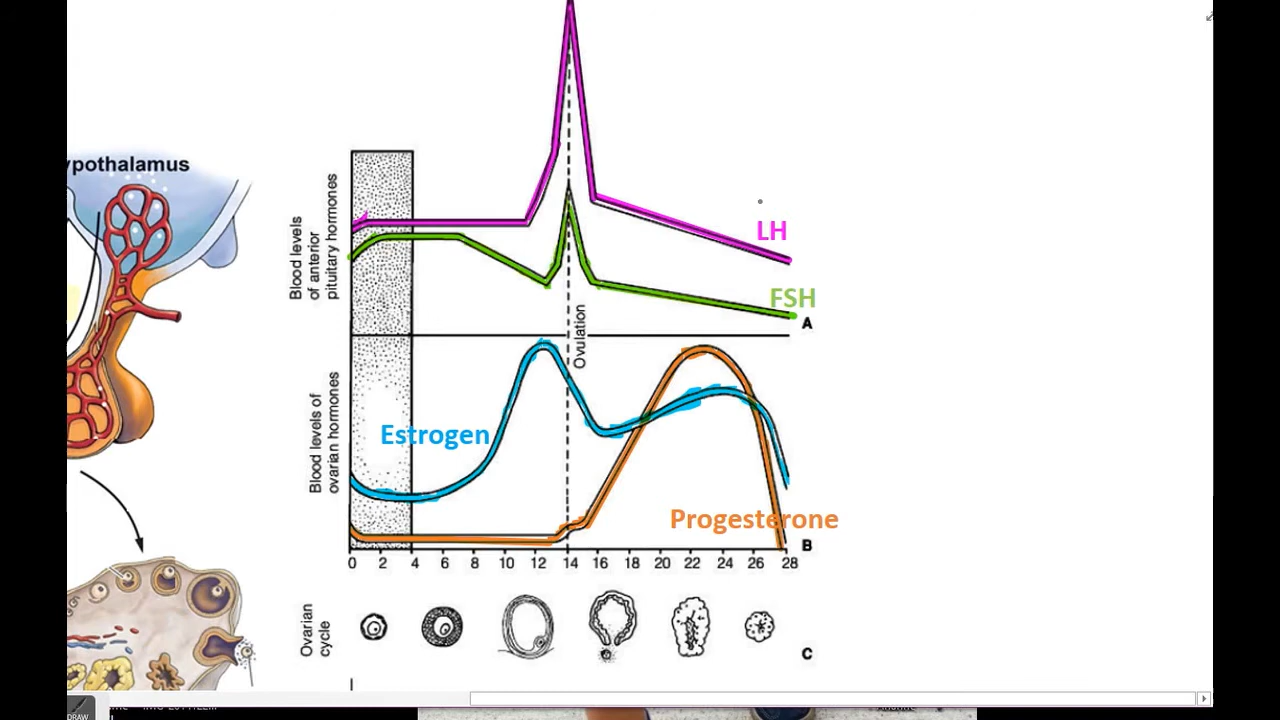 ypothalamus
Blood levels
of anterior
pituitary hormones
LH
FSH
A
Ovulation
Blood levels of
ovarian hormones
Estrogen
Progesterone
B
0 2 4 6 8 10 12 14 16 18 20 22 24 26 28
Ovarian
cycle
C
DRAW